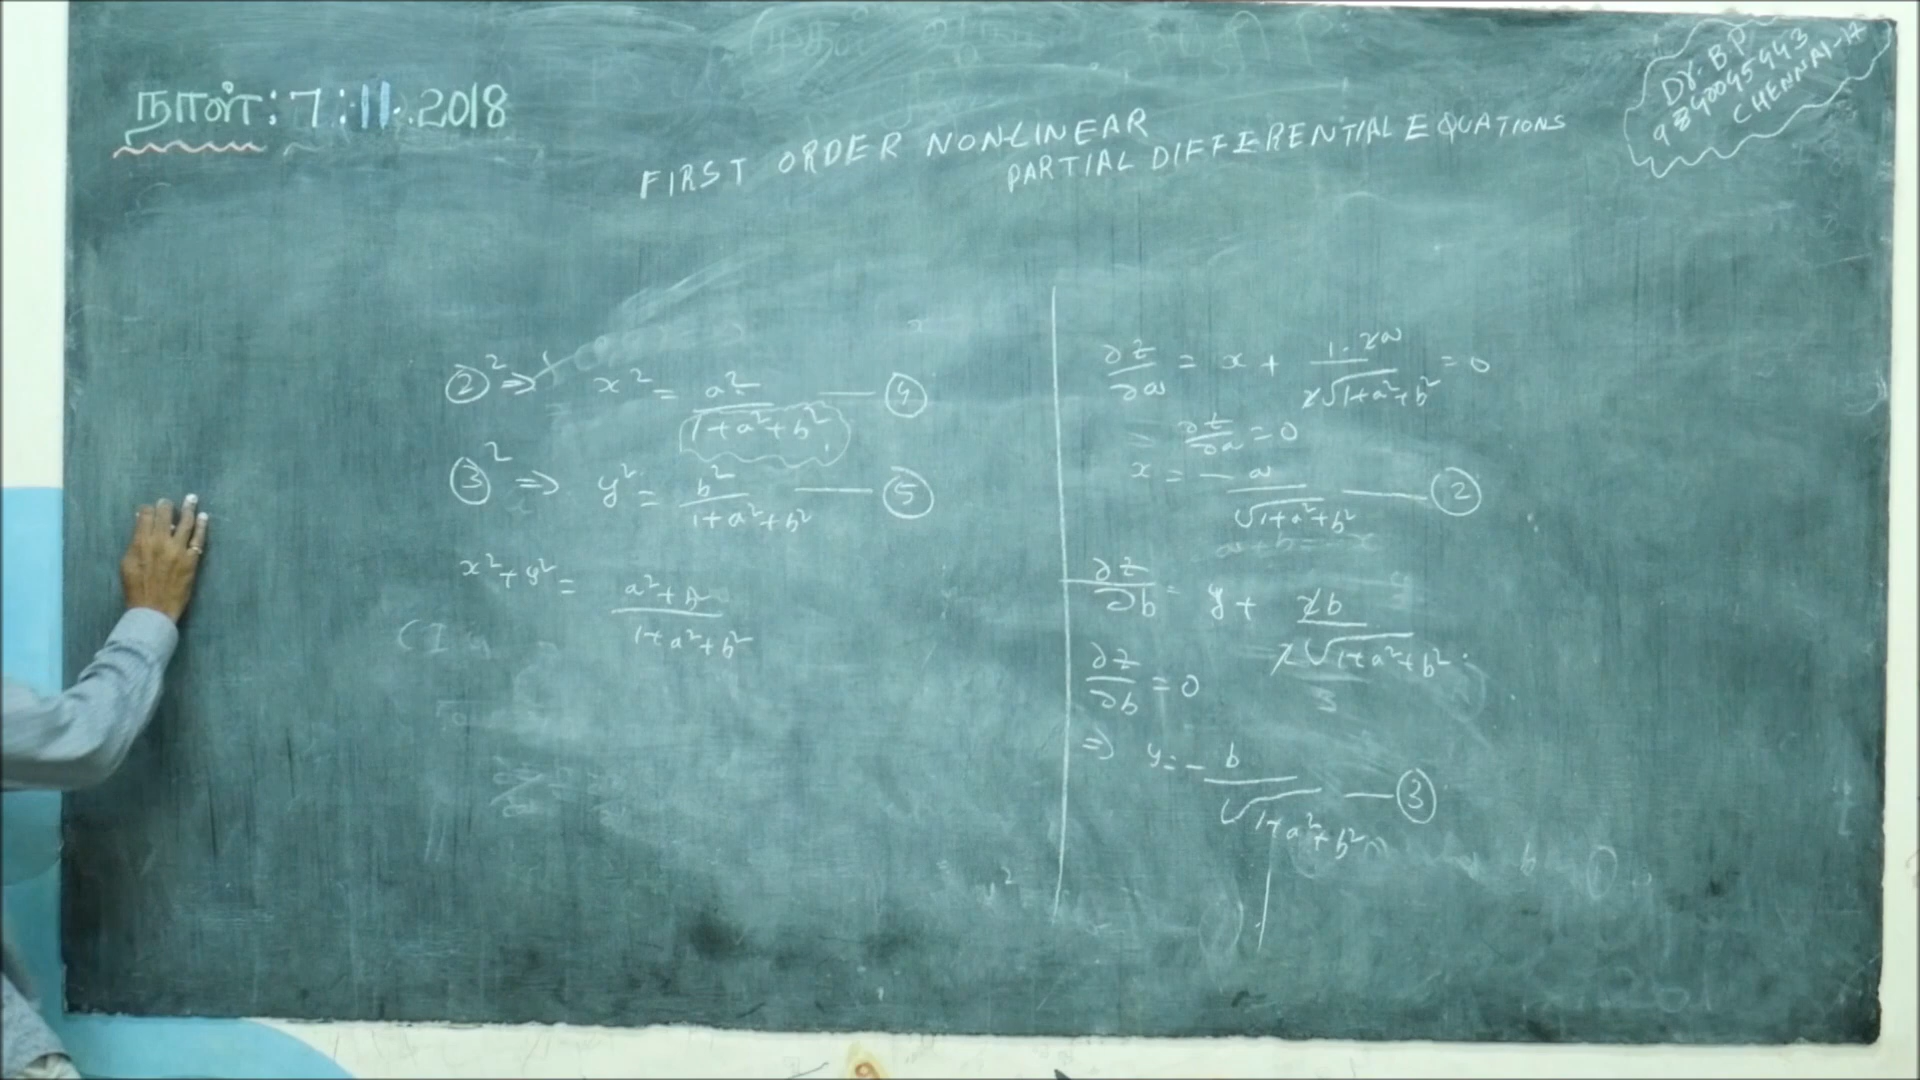 நாள்: 7:11.2018
Dr. B P
9840095943
CHENNAI-17
FIRST ORDER NONLINEAR
PARTIAL DIFFERENTIAL EQUATIONS
②² ⇒ x² = a² / (1+a²+b²) — ④
③² ⇒ y² = b² / (1+a²+b²) — ⑤
x²+y² = (a²+b²) / (1+a²+b²)
∂z/∂a = x + 1·2a / 2√(1+a²+b²) = 0
∂z/∂a = 0
x = - a / √(1+a²+b²) — ②
∂z/∂b = y + 2b / 2√(1+a²+b²)
∂z/∂b = 0
⇒ y = - b / √(1+a²+b²) — ③